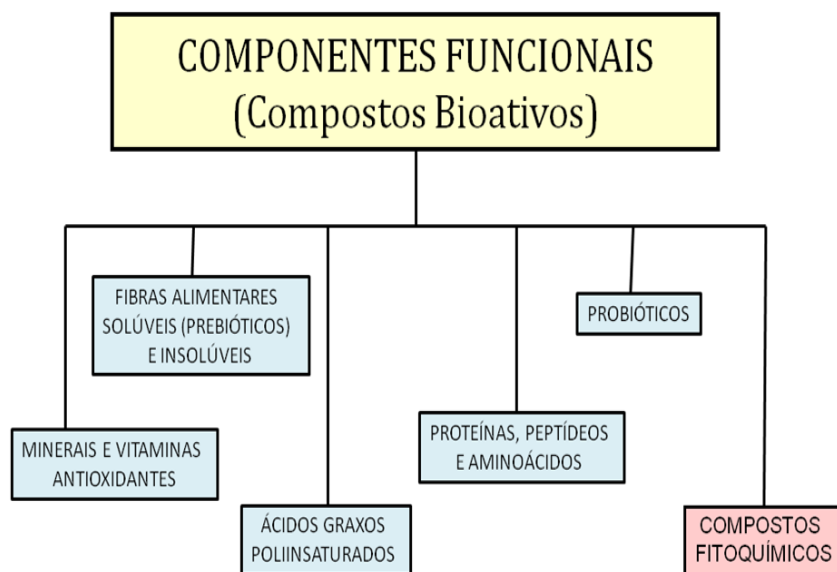 COMPONENTES FUNCIONAIS
(Compostos Bioativos)
FIBRAS ALIMENTARES
SOLÚVEIS (PREBIÓTICOS)
E INSOLÚVEIS
PROBIÓTICOS
MINERAIS E VITAMINAS
ANTIOXIDANTES
PROTEÍNAS, PEPTÍDEOS
E AMINOÁCIDOS
ÁCIDOS GRAXOS
POLIINSATURADOS
COMPOSTOS
FITOQUÍMICOS